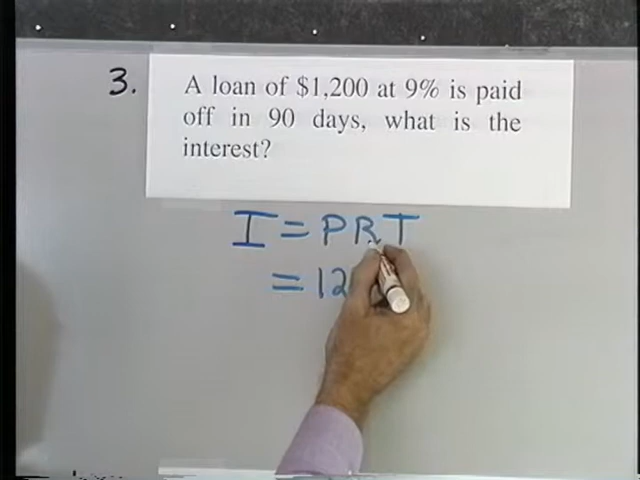 3. A loan of $1,200 at 9% is paid
off in 90 days, what is the
interest?
I = PRT
= 12